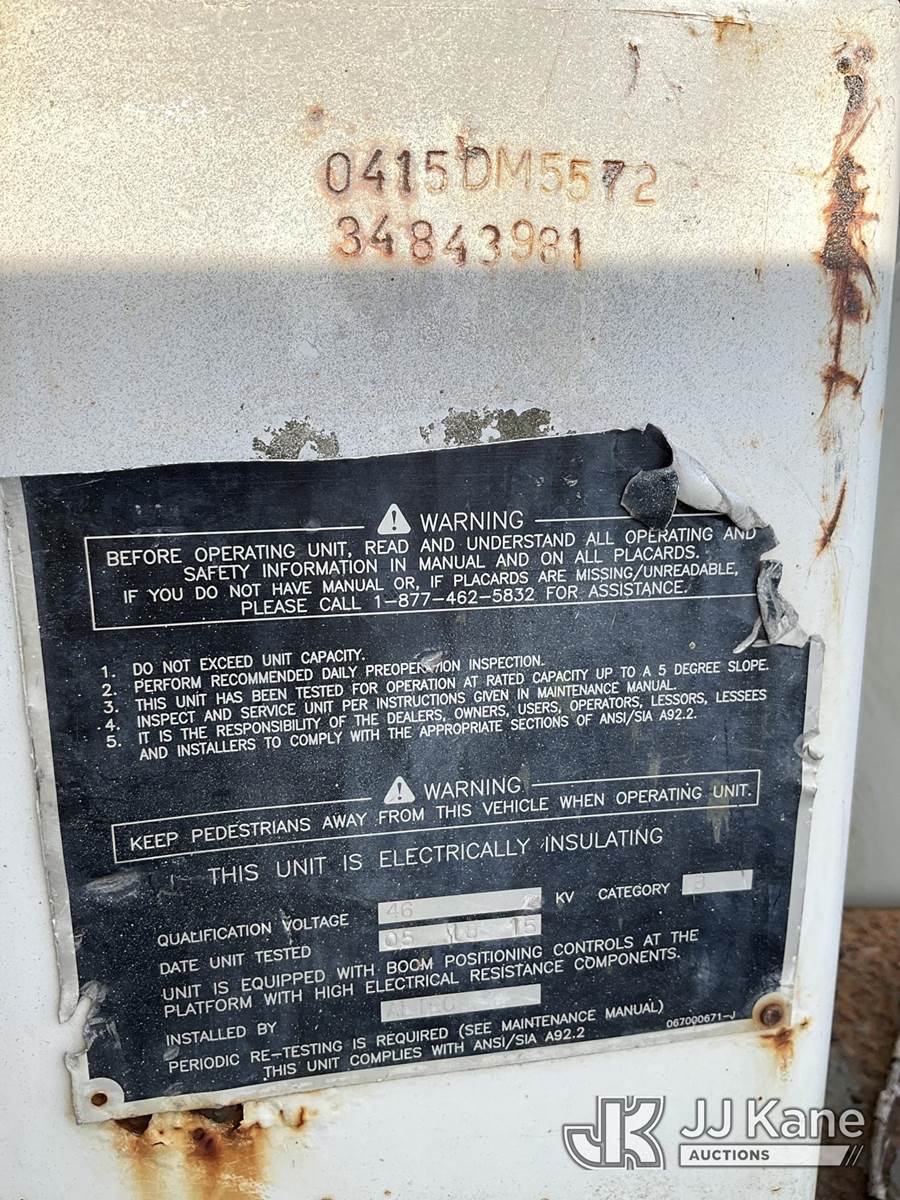 0415DM5572
34843981
WARNING
BEFORE OPERATING UNIT, READ AND UNDERSTAND ALL OPERATING AND
SAFETY INFORMATION IN MANUAL AND ON ALL PLACARDS.
IF YOU DO NOT HAVE MANUAL OR, IF PLACARDS ARE MISSING/UNREADABLE,
PLEASE CALL 1-877-462-5832 FOR ASSISTANCE.
1. DO NOT EXCEED UNIT CAPACITY.
2. PERFORM RECOMMENDED DAILY PREOPERATION INSPECTION.
3. THIS UNIT HAS BEEN TESTED FOR OPERATION AT RATED CAPACITY UP TO A 5 DEGREE SLOPE.
4. INSPECT AND SERVICE UNIT PER INSTRUCTIONS GIVEN IN MAINTENANCE MANUAL.
5. IT IS THE RESPONSIBILITY OF THE DEALERS, OWNERS, USERS, OPERATORS, LESSORS, LESSEES
AND INSTALLERS TO COMPLY WITH THE APPROPRIATE SECTIONS OF ANSI/SIA A92.2.
WARNING
KEEP PEDESTRIANS AWAY FROM THIS VEHICLE WHEN OPERATING UNIT.
THIS UNIT IS ELECTRICALLY INSULATING
QUALIFICATION VOLTAGE 46 KV CATEGORY B
DATE UNIT TESTED 05 15
UNIT IS EQUIPPED WITH BOOM POSITIONING CONTROLS AT THE
PLATFORM WITH HIGH ELECTRICAL RESISTANCE COMPONENTS.
INSTALLED BY
PERIODIC RE-TESTING IS REQUIRED (SEE MAINTENANCE MANUAL)
THIS UNIT COMPLIES WITH ANSI/SIA A92.2
067000671-J
JK JJ Kane
AUCTIONS